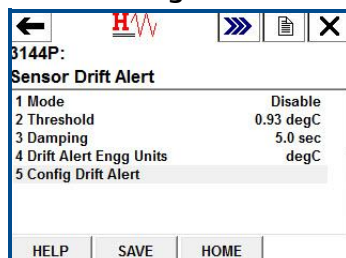 H
3144P:
Sensor Drift Alert
1 Mode Disable
2 Threshold 0.93 degC
3 Damping 5.0 sec
4 Drift Alert Engg Units degC
5 Config Drift Alert
HELP SAVE HOME